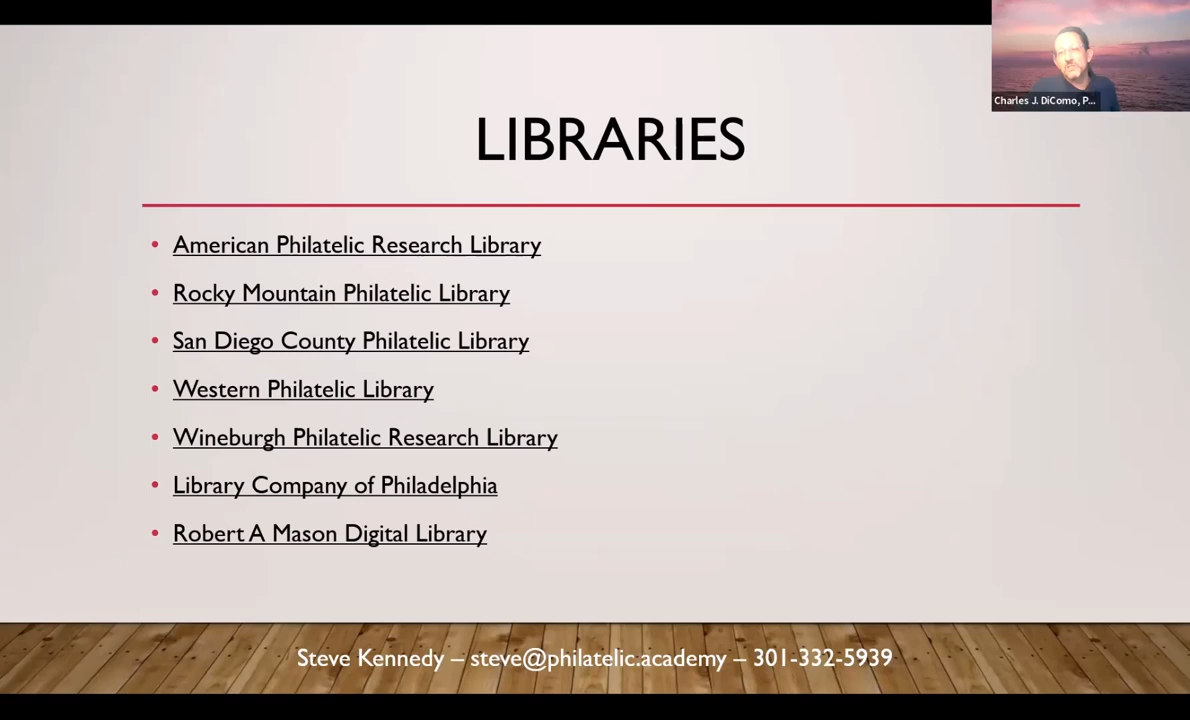 Charles J. DiComo, P...
LIBRARIES
• American Philatelic Research Library
• Rocky Mountain Philatelic Library
• San Diego County Philatelic Library
• Western Philatelic Library
• Wineburgh Philatelic Research Library
• Library Company of Philadelphia
• Robert A Mason Digital Library
Steve Kennedy – steve@philatelic.academy – 301-332-5939